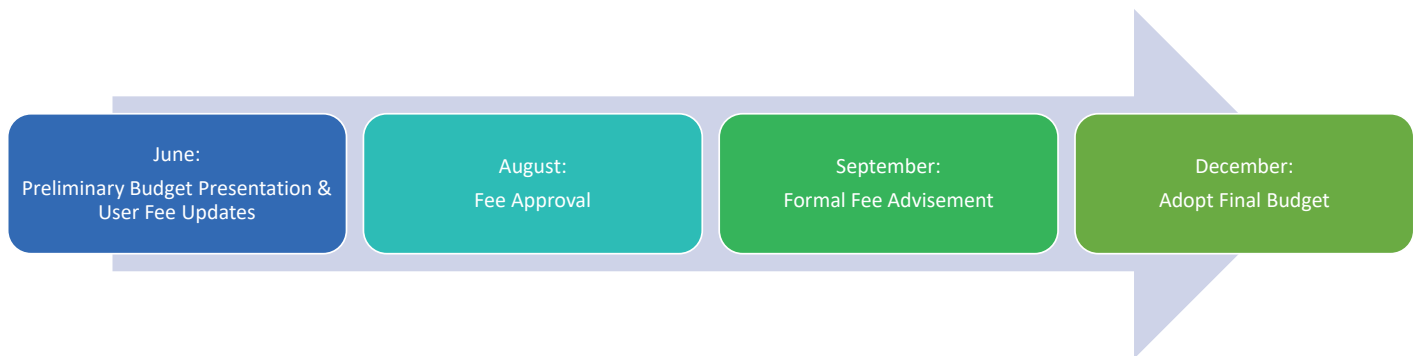 June:
Preliminary Budget Presentation &
User Fee Updates
August:
Fee Approval
September:
Formal Fee Advisement
December:
Adopt Final Budget